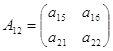 A₁₂ = ( a₁₅ a₁₆
a₂₁ a₂₂ )